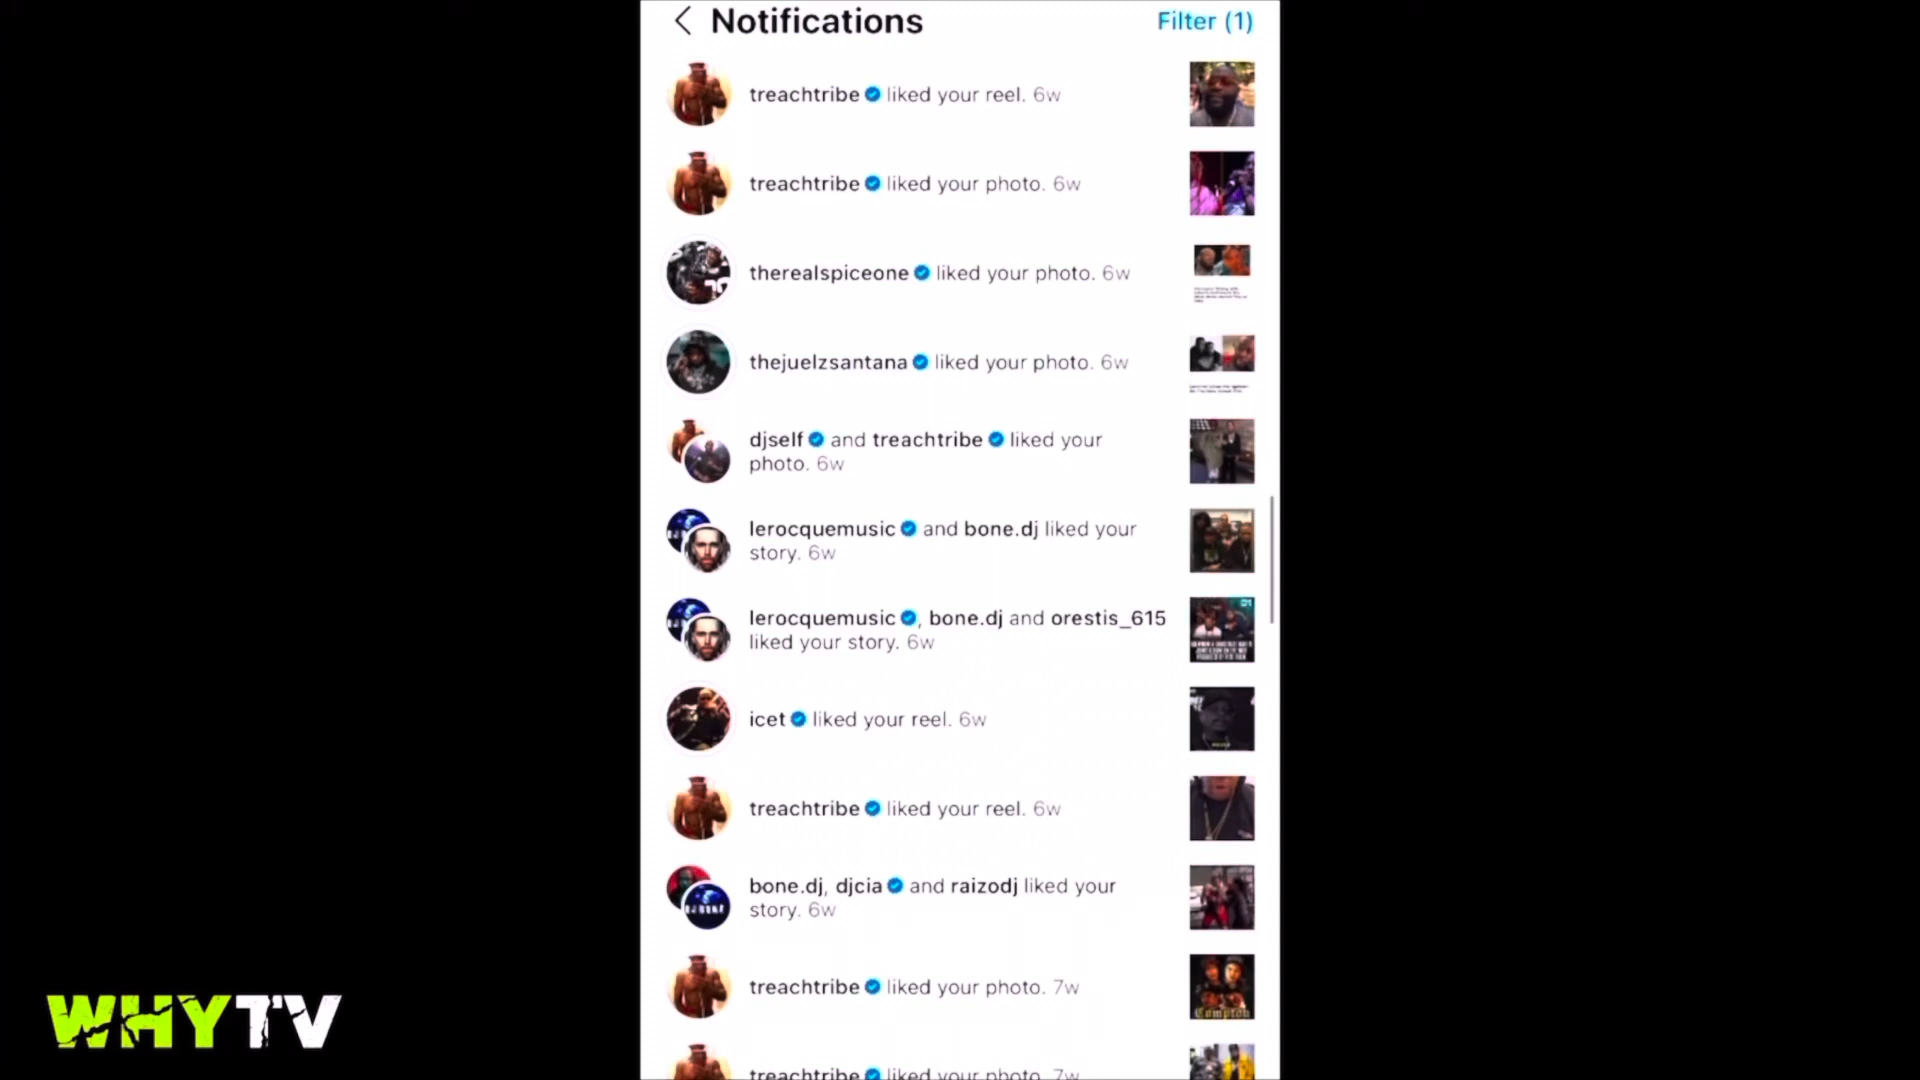 Notifications
Filter (1)
treachtribe liked your reel. 6w
treachtribe liked your photo. 6w
therealspiceone liked your photo. 6w
thejuelzsantana liked your photo. 6w
djself and treachtribe liked your
photo. 6w
lerocquemusic and bone.dj liked your
story. 6w
lerocquemusic, bone.dj and orestis_615
liked your story. 6w
icet liked your reel. 6w
treachtribe liked your reel. 6w
bone.dj, djcia and raizodj liked your
story. 6w
treachtribe liked your photo. 7w
Compton
treachtribe liked your photo. 7w
WHYTV